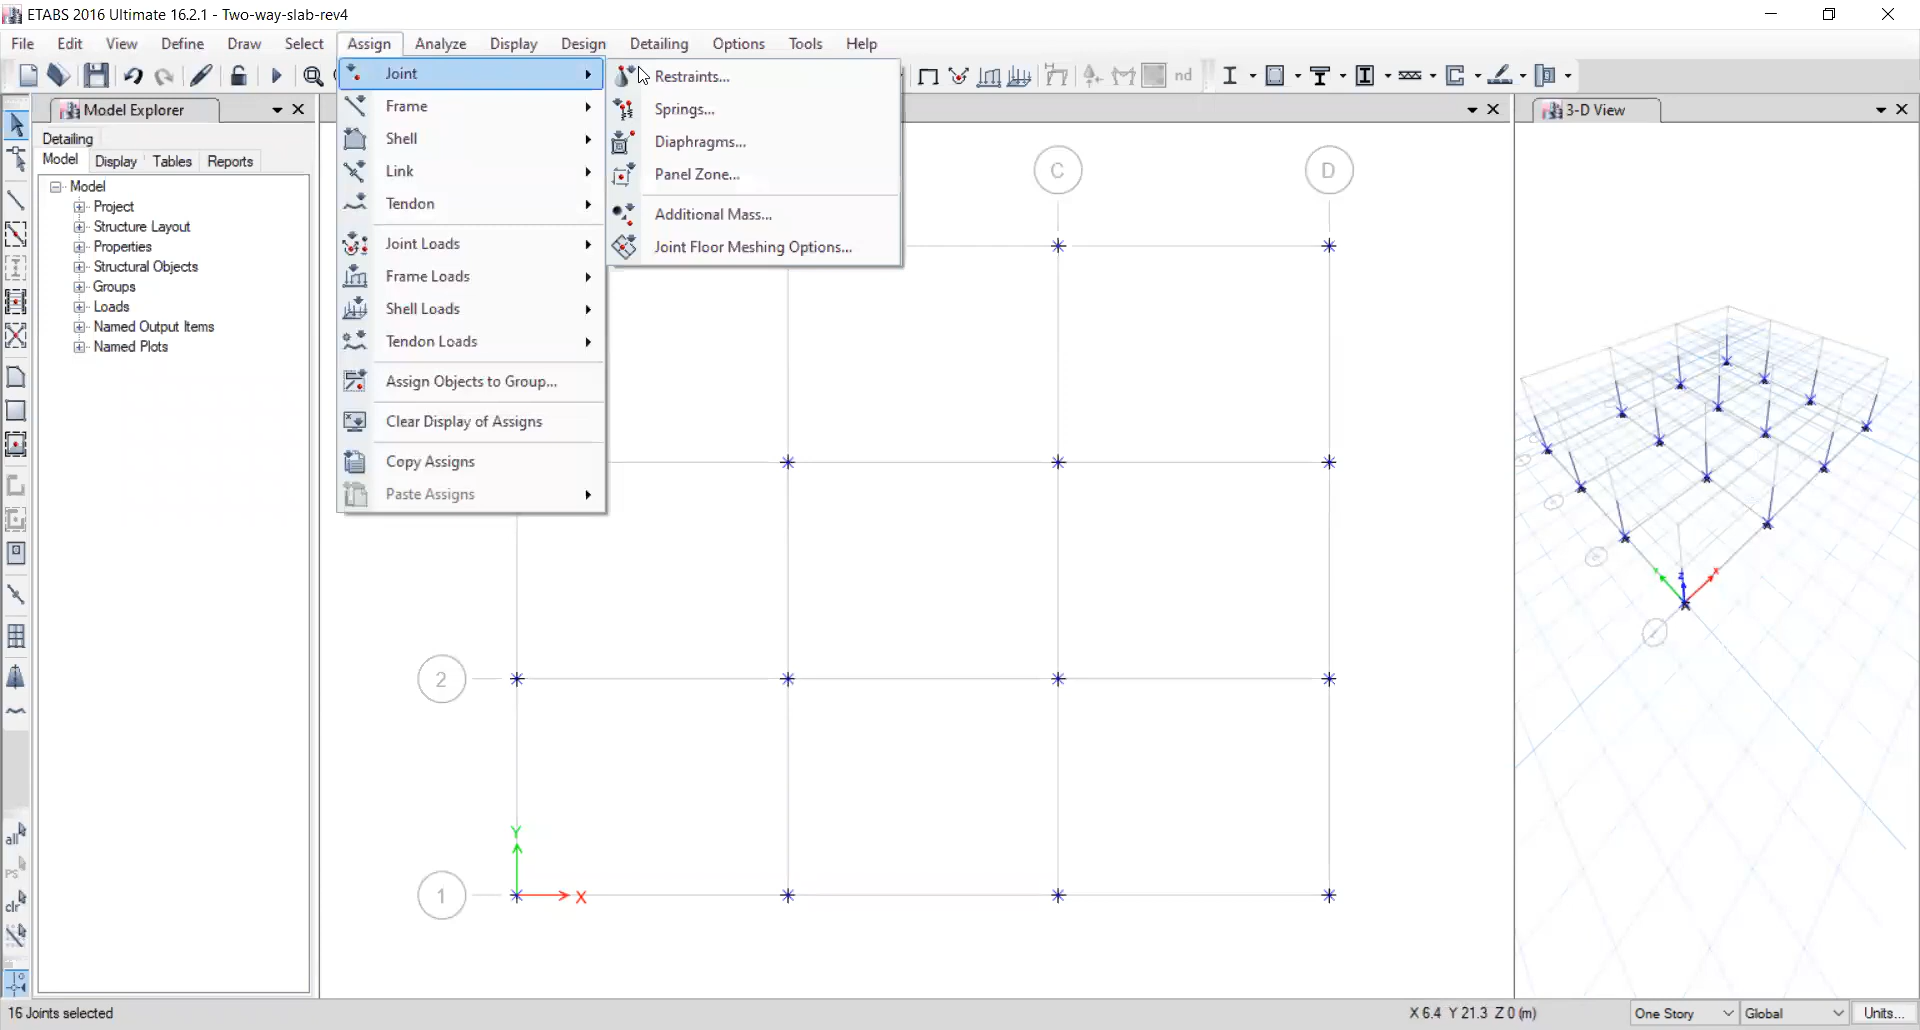 ETABS 2016 Ultimate 16.2.1 - Two-way-slab-rev4
File Edit View Define Draw Select Assign Analyze Display Design Detailing Options Tools Help
nd
Model Explorer
Detailing
Model Display Tables Reports
Model
Project
Structure Layout
Properties
Structural Objects
Groups
Loads
Named Output Items
Named Plots
Joint
Frame
Shell
Link
Tendon
Joint Loads
Frame Loads
Shell Loads
Tendon Loads
Assign Objects to Group...
Clear Display of Assigns
Copy Assigns
Paste Assigns
Restraints...
Springs...
Diaphragms...
Panel Zone...
Additional Mass...
Joint Floor Meshing Options...
C
D
2
1
Y
X
3-D View
Z
X
all
ps
clr
16 Joints selected
X 6.4 Y 21.3 Z 0 (m)
One Story
Global
Units...